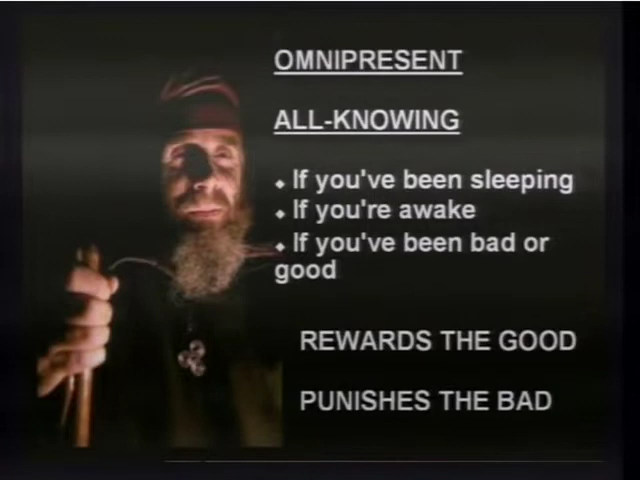 OMNIPRESENT
ALL-KNOWING
⬥ If you've been sleeping
⬥ If you're awake
⬥ If you've been bad or
good
REWARDS THE GOOD
PUNISHES THE BAD